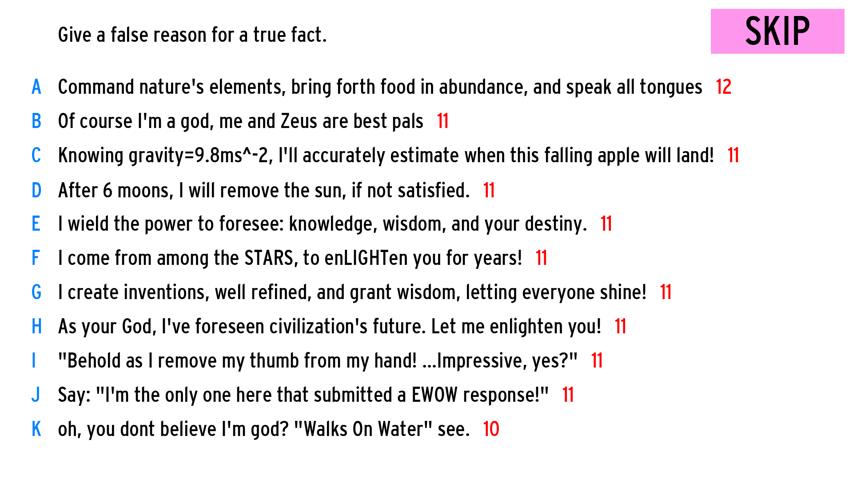 Give a false reason for a true fact.
SKIP
A Command nature's elements, bring forth food in abundance, and speak all tongues 12
B Of course I'm a god, me and Zeus are best pals 11
C Knowing gravity=9.8ms^-2, I'll accurately estimate when this falling apple will land! 11
D After 6 moons, I will remove the sun, if not satisfied. 11
E I wield the power to foresee: knowledge, wisdom, and your destiny. 11
F I come from among the STARS, to enLIGHTen you for years! 11
G I create inventions, well refined, and grant wisdom, letting everyone shine! 11
H As your God, I've foreseen civilization's future. Let me enlighten you! 11
I "Behold as I remove my thumb from my hand! ...Impressive, yes?" 11
J Say: "I'm the only one here that submitted a EWOW response!" 11
K oh, you dont believe I'm god? "Walks On Water" see. 10